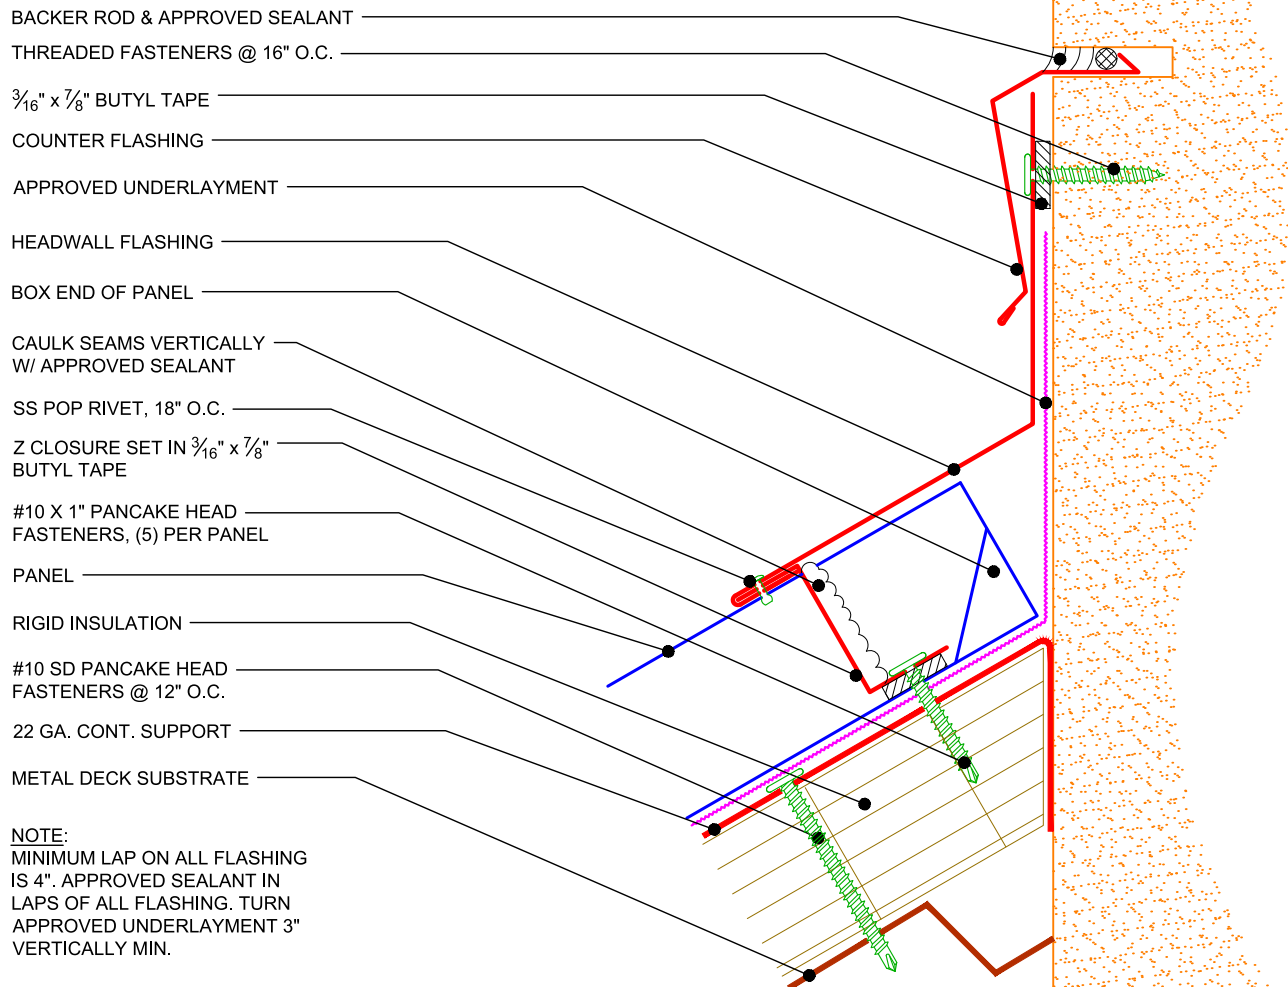 BACKER ROD & APPROVED SEALANT
THREADED FASTENERS @ 16" O.C.
3/16" x 7/8" BUTYL TAPE
COUNTER FLASHING
APPROVED UNDERLAYMENT
HEADWALL FLASHING
BOX END OF PANEL
CAULK SEAMS VERTICALLY
W/ APPROVED SEALANT
SS POP RIVET, 18" O.C.
Z CLOSURE SET IN 3/16" x 7/8"
BUTYL TAPE
#10 X 1" PANCAKE HEAD
FASTENERS, (5) PER PANEL
PANEL
RIGID INSULATION
#10 SD PANCAKE HEAD
FASTENERS @ 12" O.C.
22 GA. CONT. SUPPORT
METAL DECK SUBSTRATE
NOTE:
MINIMUM LAP ON ALL FLASHING
IS 4". APPROVED SEALANT IN
LAPS OF ALL FLASHING. TURN
APPROVED UNDERLAYMENT 3"
VERTICALLY MIN.